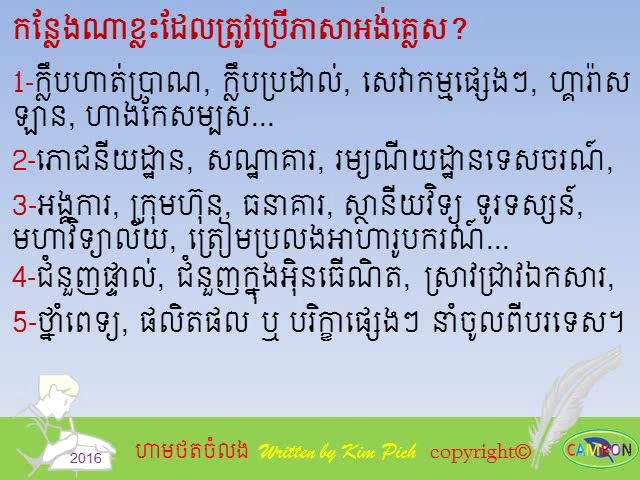 កន្លែងណាខ្លះដែលត្រូវប្រើភាសាអង់គ្លេស?
1-ក្លឹបហាត់ប្រាណ, ក្លឹបប្រដាល់, សេវាកម្មផ្សេងៗ, ហ្គារ៉ាស
ឡាន, ហាងកែសម្បស...
2-ភោជនីយដ្ឋាន, សណ្ឋាគារ, រម្យណីយដ្ឋានទេសចរណ៍,
3-អង្គការ, ក្រុមហ៊ុន, ធនាគារ, ស្ថានីយវិទ្យុ ទូរទស្សន៍,
មហាវិទ្យាល័យ, ត្រៀមប្រលងអាហារូបករណ៍...
4-ជំនួញផ្ទាល់, ជំនួញក្នុងអ៊ិនធើណិត, ស្រាវជ្រាវឯកសារ,
5-ថ្នាំពេទ្យ, ផលិតផល ឬ បរិក្ខាផ្សេងៗ នាំចូលពីបរទេស។
2016 ហាមថតចំលង Written by Kim Pich copyright© CAMBON